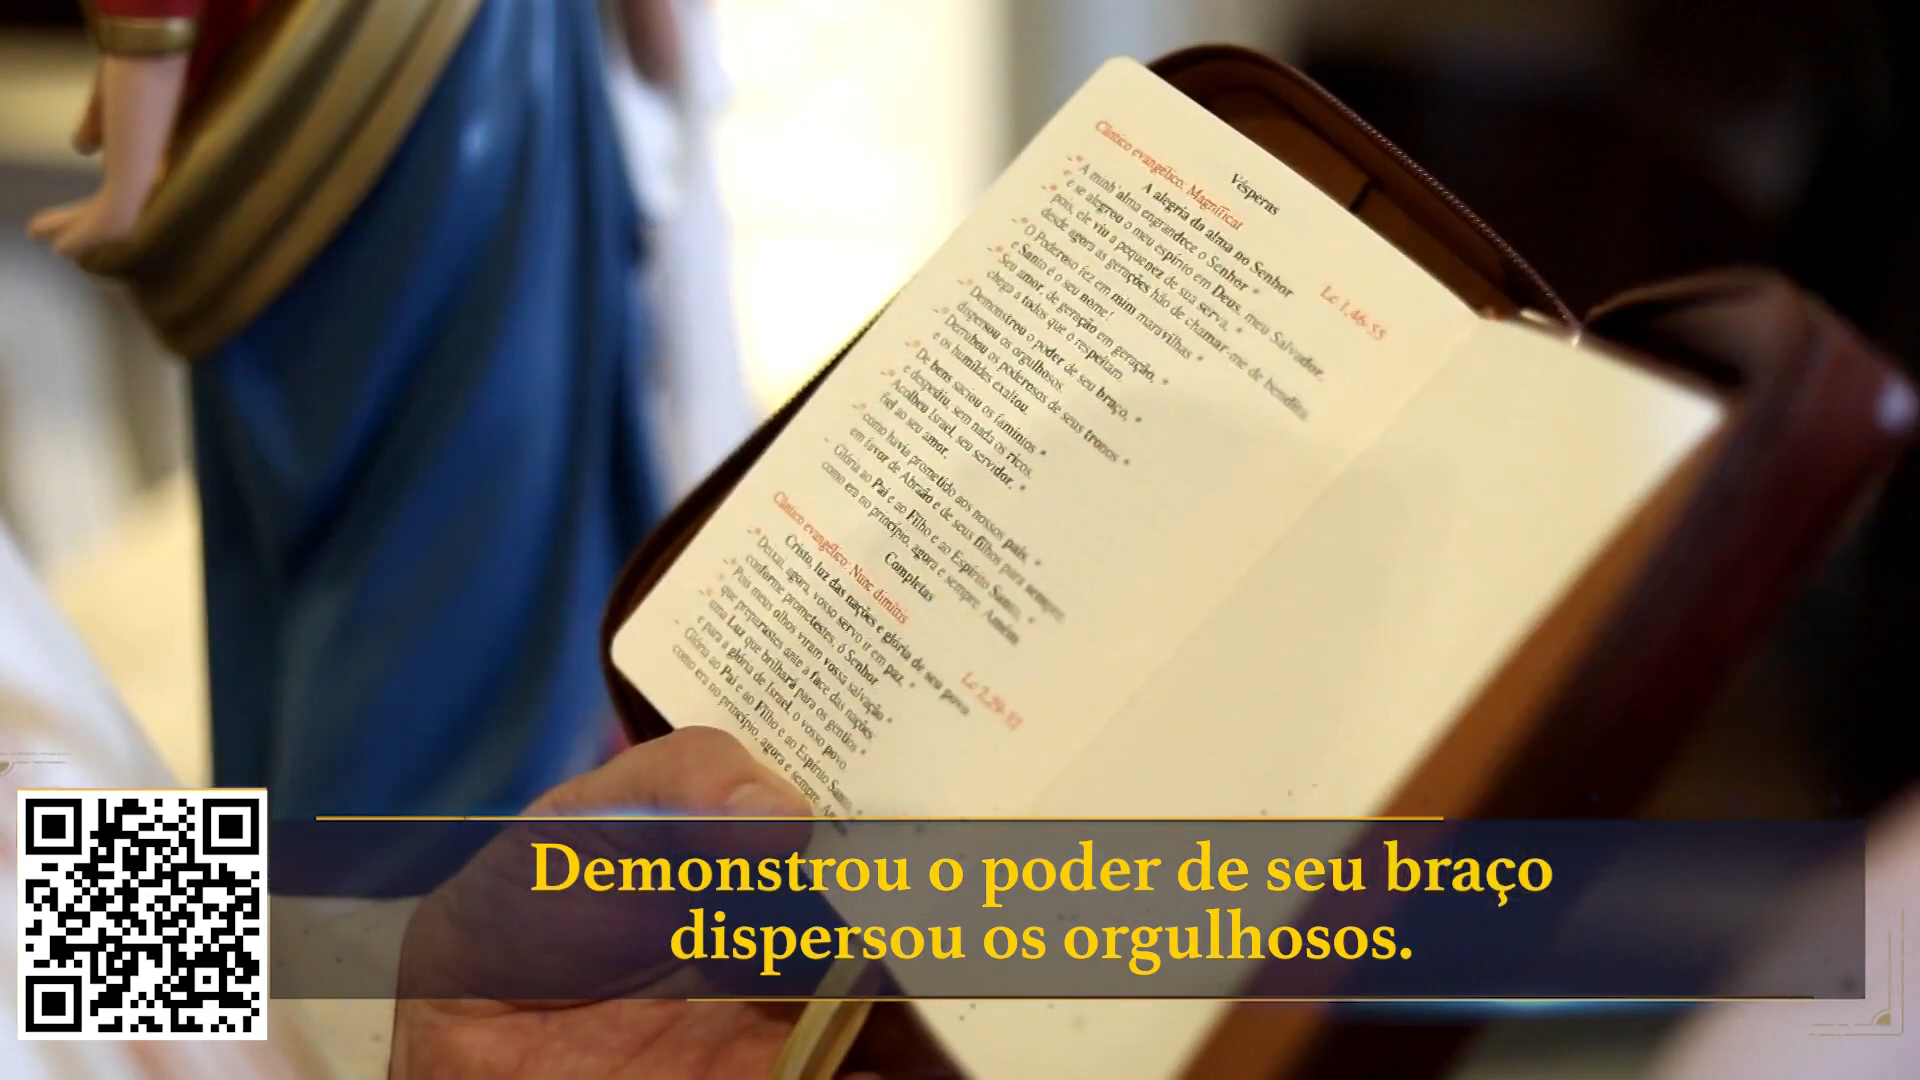 Vésperas
Cântico evangélico: Magnificat
Lc 1,46-55
A alegria da alma no Senhor
–* A minh'alma engrandece o Senhor *
e se alegrou o meu espírito em Deus, meu Salvador,
–* pois, ele viu a pequenez de sua serva, *
desde agora as gerações hão de chamar-me de bendita.
–* O Poderoso fez em mim maravilhas *
e Santo é o seu nome!
–* Seu amor, de geração em geração, *
chega a todos que o respeitam.
–* Demonstrou o poder de seu braço, *
dispersou os orgulhosos.
–* Derrubou os poderosos de seus tronos *
e os humildes exaltou.
–* De bens saciou os famintos *
e despediu, sem nada os ricos.
–* Acolheu Israel, seu servidor, *
fiel ao seu amor,
–* como havia prometido aos nossos pais, *
em favor de Abraão e de seus filhos para sempre.
– Glória ao Pai e ao Filho e ao Espírito Santo, *
como era no princípio, agora e sempre. Amém
Completas
Cântico evangélico: Nunc dimittis
Lc 2,29-32
Cristo, luz das nações e glória de seu povo
–* Deixai, agora, vosso servo ir em paz, *
conforme prometestes, ó Senhor
–* Pois meus olhos viram vossa salvação *
que preparastes ante a face das nações
–* uma Luz que brilhará para os gentios *
e para a glória de Israel, o vosso povo.
– Glória ao Pai e ao Filho e ao Espírito Santo, *
como era no princípio, agora e sempre
Demonstrou o poder de seu braço
dispersou os orgulhosos.